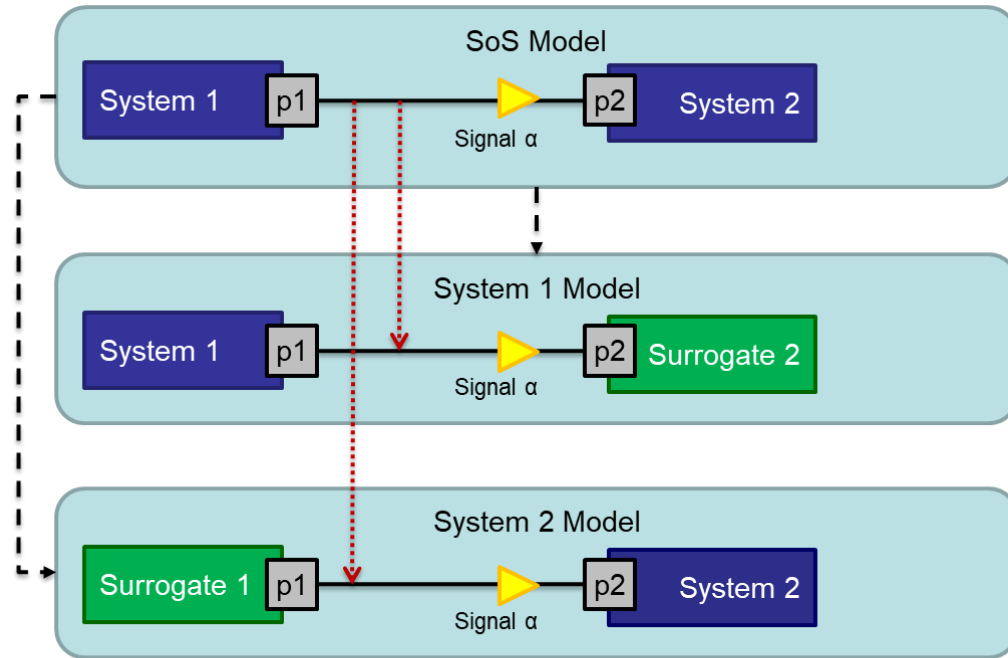 SoS Model
System 1
p1
p2
System 2
Signal α
System 1 Model
System 1
p1
p2
Surrogate 2
Signal α
System 2 Model
Surrogate 1
p1
p2
System 2
Signal α